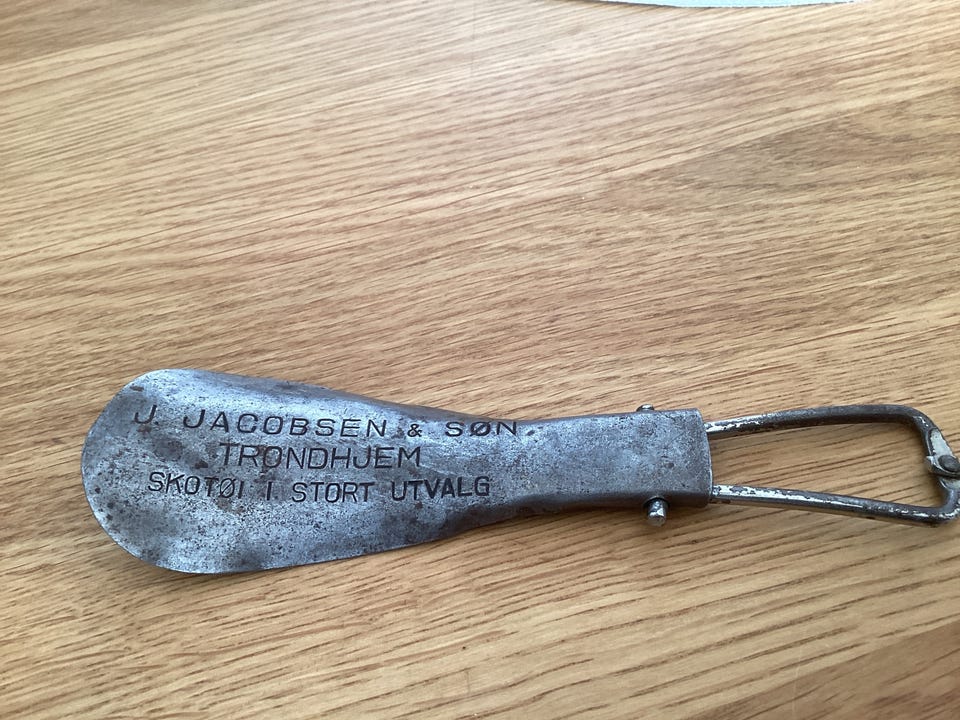 J. JACOBSEN & SØN
TRONDHJEM
SKOTØI I STORT UTVALG